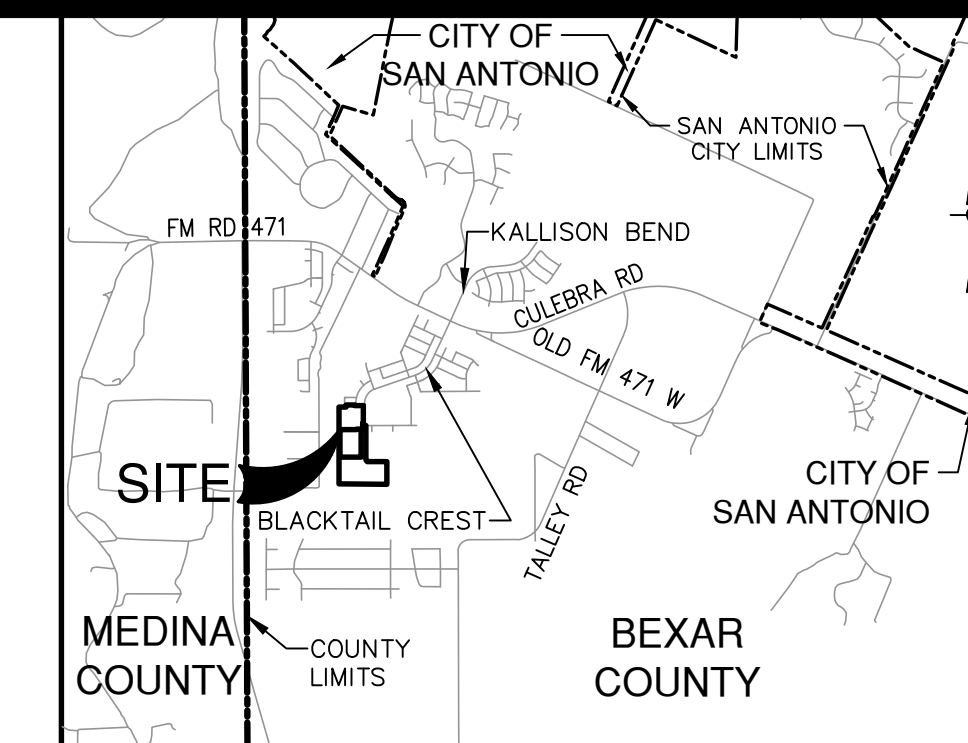 CITY OF
SAN ANTONIO
SAN ANTONIO
CITY LIMITS
FM RD 471
KALLISON BEND
CULEBRA RD
OLD FM 471 W
SITE
CITY OF
SAN ANTONIO
BLACKTAIL CREST
TALLEY RD
MEDINA
COUNTY
COUNTY
LIMITS
BEXAR
COUNTY